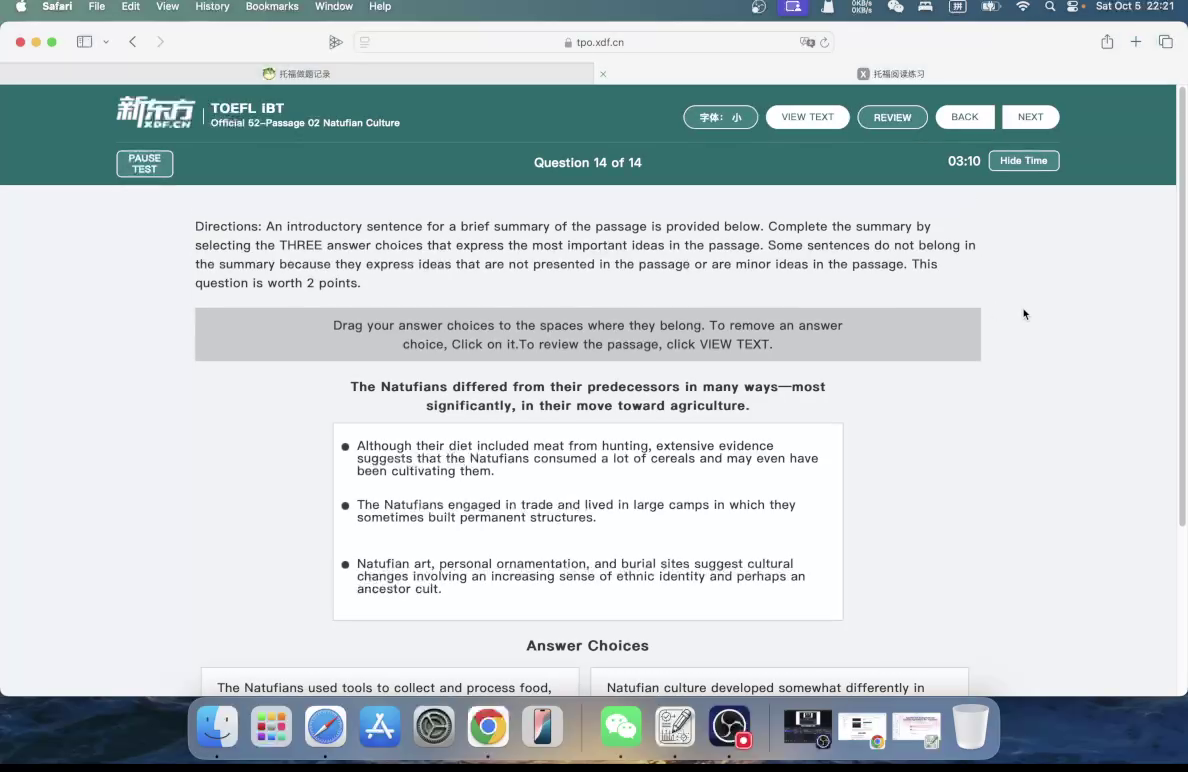 Safari File Edit View History Bookmarks Window Help
0KB/s
0KB/s
Sat Oct 5 22:21
tpo.xdf.cn
托福做题记录
托福阅读练习
新东方
XDF.CN
TOEFL iBT
Official 52-Passage 02 Natufian Culture
字体： 小
VIEW TEXT
REVIEW
BACK
NEXT
PAUSE
TEST
Question 14 of 14
03:10
Hide Time
Directions: An introductory sentence for a brief summary of the passage is provided below. Complete the summary by
selecting the THREE answer choices that express the most important ideas in the passage. Some sentences do not belong in
the summary because they express ideas that are not presented in the passage or are minor ideas in the passage. This
question is worth 2 points.
Drag your answer choices to the spaces where they belong. To remove an answer
choice, Click on it.To review the passage, click VIEW TEXT.
The Natufians differed from their predecessors in many ways—most
significantly, in their move toward agriculture.
Although their diet included meat from hunting, extensive evidence
suggests that the Natufians consumed a lot of cereals and may even have
been cultivating them.
The Natufians engaged in trade and lived in large camps in which they
sometimes built permanent structures.
Natufian art, personal ornamentation, and burial sites suggest cultural
changes involving an increasing sense of ethnic identity and perhaps an
ancestor cult.
Answer Choices
The Natufians used tools to collect and process food,
Natufian culture developed somewhat differently in